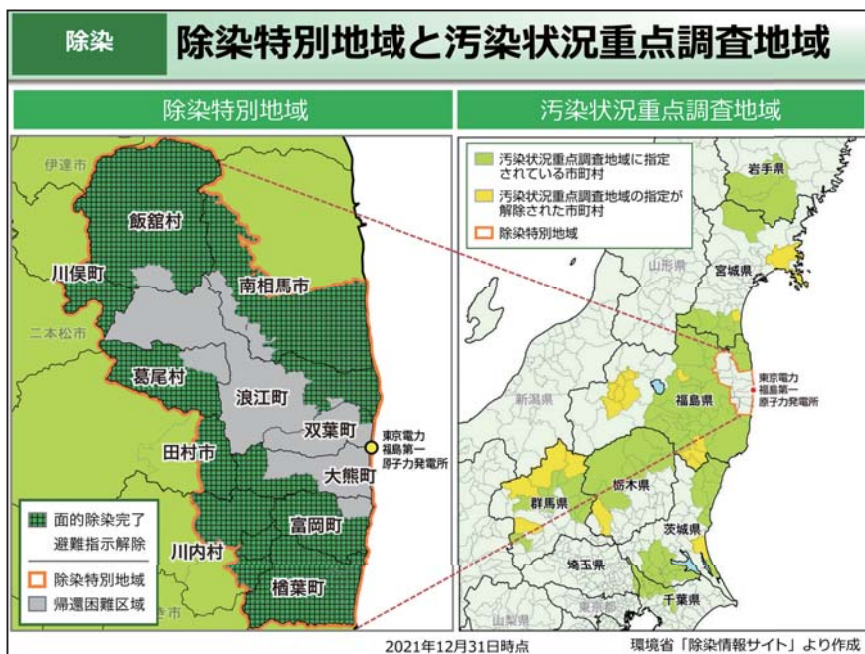 除染
除染特別地域と汚染状況重点調査地域
除染特別地域
伊達市
飯舘村
川俣町
南相馬市
二本松市
葛尾村
浪江町
双葉町
東京電力
福島第一
原子力発電所
田村市
大熊町
富岡町
川内村
楢葉町
き市
面的除染完了
避難指示解除
除染特別地域
帰還困難区域
汚染状況重点調査地域
汚染状況重点調査地域に指定
されている市町村
汚染状況重点調査地域の指定が
解除された市町村
除染特別地域
岩手県
山形県
宮城県
新潟県
福島県
東京電力
福島第一
原子力発電所
群馬県
栃木県
茨城県
埼玉県
東京都
山梨県
千葉県
2021年12月31日時点
環境省「除染情報サイト」より作成